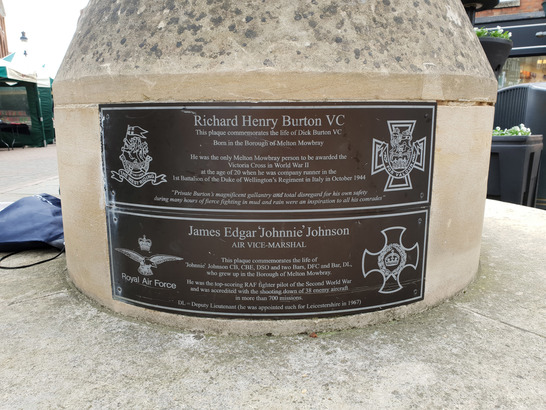 Richard Henry Burton VC
This plaque commemorates the life of Dick Burton VC
Born in the Borough of Melton Mowbray
He was the only Melton Mowbray person to be awarded the
Victoria Cross in World War II
at the age of 20 when he was company runner in the
1st Battalion of the Duke of Wellington's Regiment in Italy in October 1944
"Private Burton's magnificent gallantry and total disregard for his own safety
during many hours of fierce fighting in mud and rain were an inspiration to all his comrades"
James Edgar 'Johnnie' Johnson
AIR VICE-MARSHAL
This plaque commemorates the life of
'Johnnie' Johnson CB, CBE, DSO and two Bars, DFC and Bar, DL,
who grew up in the Borough of Melton Mowbray.
He was the top-scoring RAF fighter pilot of the Second World War
and was accredited with the shooting down of 38 enemy aircraft
in more than 700 missions.
DL = Deputy Lieutenant (he was appointed such for Leicestershire in 1967)
Royal Air Force